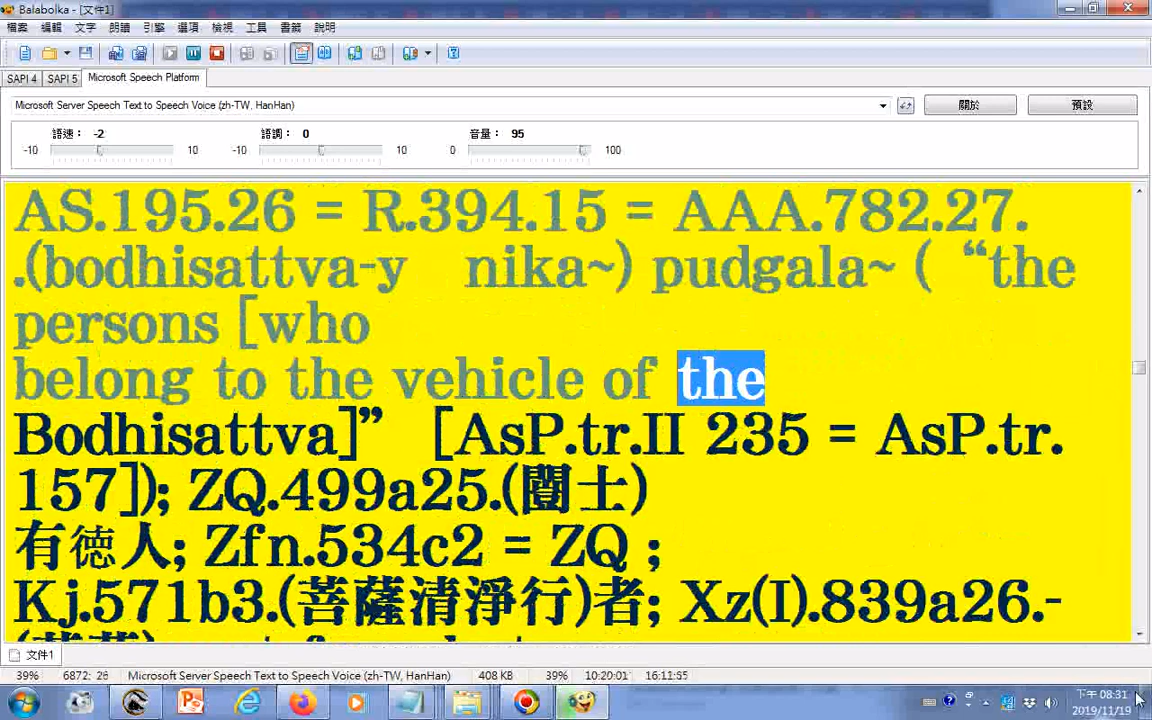 Balabolka - [文件1]
檔案 編輯 文字 朗讀 引擎 選項 檢視 工具 書籤 說明
SAPI 4 SAPI 5 Microsoft Speech Platform
Microsoft Server Speech Text to Speech Voice (zh-TW, HanHan) 關於 預設
語速： -2 語調： 0 音量： 95
-10 10 -10 10 0 100
AS.195.26 = R.394.15 = AAA.782.27.
.(bodhisattva-y nika~) pudgala~ ( “the
persons [who
belong to the vehicle of the
Bodhisattva]” [AsP.tr.II 235 = AsP.tr.
157]); ZQ.499a25.(闓士)
有徳人; Zfn.534c2 = ZQ ;
Kj.571b3.(菩薩清淨行)者; Xz(I).839a26.-
文件1
39% 6872: 26 Microsoft Server Speech Text to Speech Voice (zh-TW, HanHan) 408 KB 39% 10:20:01 16:11:55
下午 08:31
2019/11/19